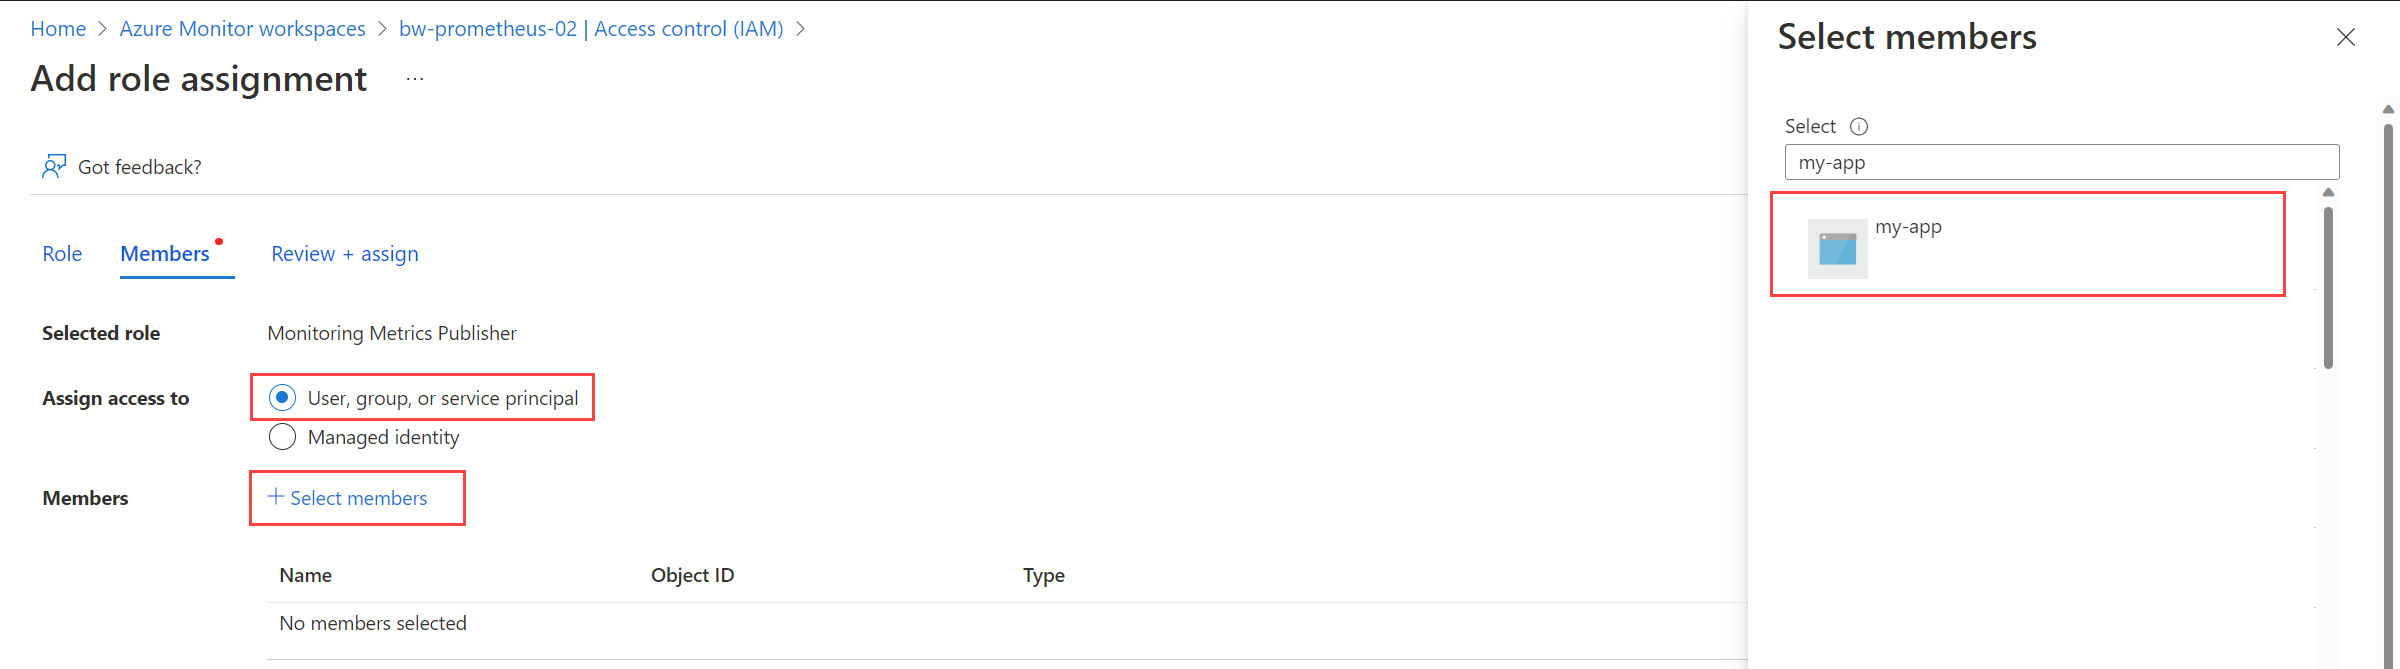 Home > Azure Monitor workspaces > bw-prometheus-02 | Access control (IAM) >
Add role assignment ...
Got feedback?
Role Members Review + assign
Selected role Monitoring Metrics Publisher
Assign access to User, group, or service principal
Managed identity
Members + Select members
Name Object ID Type
No members selected
Select members
Select
my-app
my-app